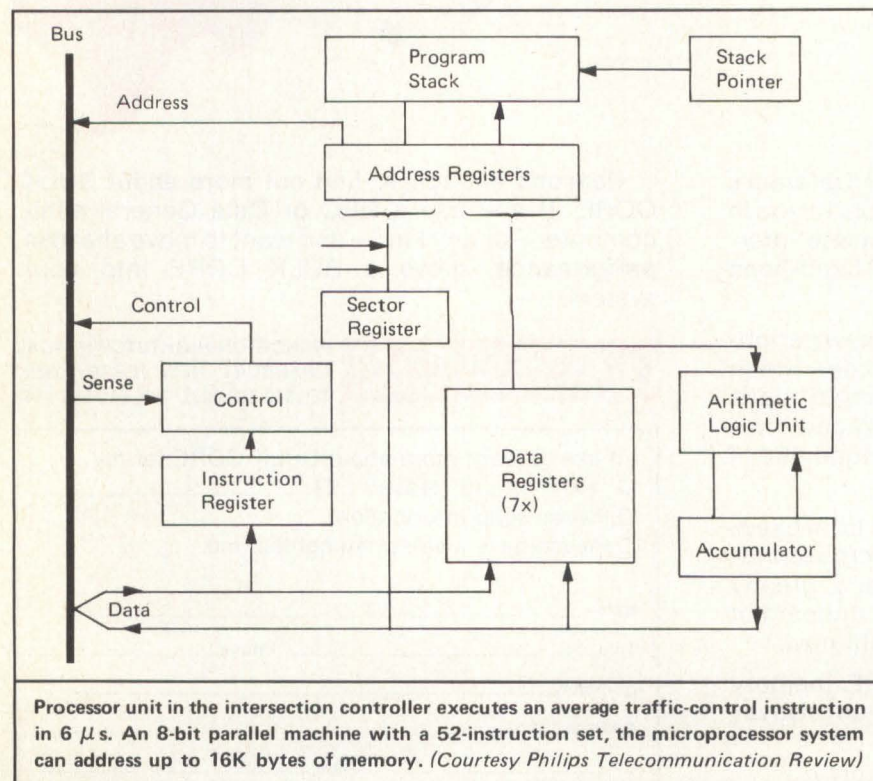 Bus
Program
Stack
Stack
Pointer
Address
Address Registers
Control
Sector
Register
Sense
Control
Arithmetic
Logic Unit
Instruction
Register
Data
Registers
(7x)
Accumulator
Data
Processor unit in the intersection controller executes an average traffic-control instruction
in 6 μs. An 8-bit parallel machine with a 52-instruction set, the microprocessor system
can address up to 16K bytes of memory. (Courtesy Philips Telecommunication Review)